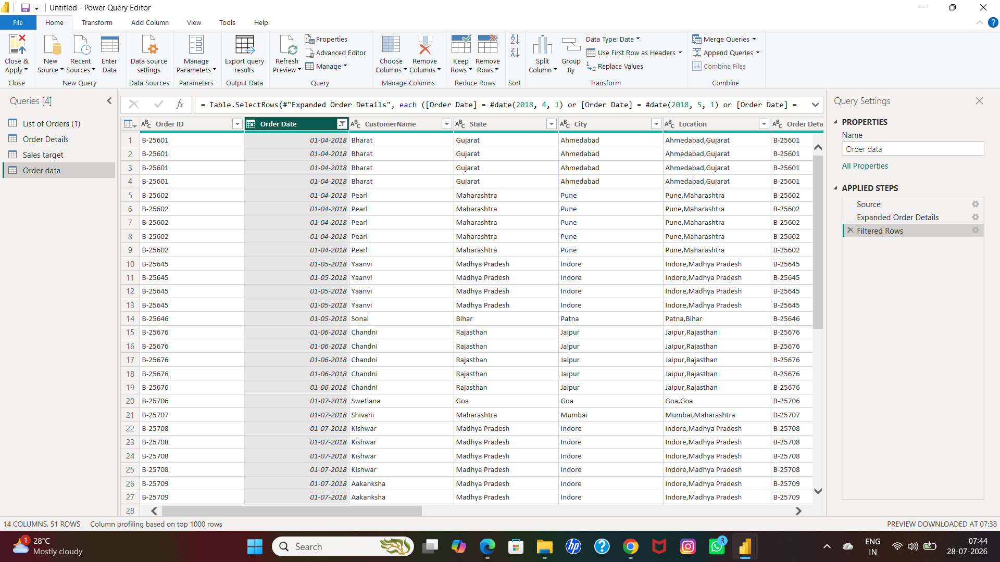 Untitled - Power Query Editor
File Home Transform Add Column View Tools Help
Close & Apply
New Source
Recent Sources
Enter Data
Data source settings
Manage Parameters
Export query results
Refresh Preview
Properties
Advanced Editor
Manage
Choose Columns
Remove Columns
Keep Rows
Remove Rows
Split Column
Group By
Data Type: Date
Use First Row as Headers
Replace Values
Merge Queries
Append Queries
Combine Files
Close New Query Data Sources Parameters Output Data Query Manage Columns Reduce Rows Sort Transform Combine
Queries [4]
List of Orders (1)
Order Details
Sales target
Order data
fx = Table.SelectRows(#"Expanded Order Details", each ([Order Date] = #date(2018, 4, 1) or [Order Date] = #date(2018, 5, 1) or [Order Date] =
Order ID Order Date CustomerName State City Location Order Deta
1 B-25601 01-04-2018 Bharat Gujarat Ahmedabad Ahmedabad,Gujarat B-25601
2 B-25601 01-04-2018 Bharat Gujarat Ahmedabad Ahmedabad,Gujarat B-25601
3 B-25601 01-04-2018 Bharat Gujarat Ahmedabad Ahmedabad,Gujarat B-25601
4 B-25601 01-04-2018 Bharat Gujarat Ahmedabad Ahmedabad,Gujarat B-25601
5 B-25602 01-04-2018 Pearl Maharashtra Pune Pune,Maharashtra B-25602
6 B-25602 01-04-2018 Pearl Maharashtra Pune Pune,Maharashtra B-25602
7 B-25602 01-04-2018 Pearl Maharashtra Pune Pune,Maharashtra B-25602
8 B-25602 01-04-2018 Pearl Maharashtra Pune Pune,Maharashtra B-25602
9 B-25602 01-04-2018 Pearl Maharashtra Pune Pune,Maharashtra B-25602
10 B-25645 01-05-2018 Yaanvi Madhya Pradesh Indore Indore,Madhya Pradesh B-25645
11 B-25645 01-05-2018 Yaanvi Madhya Pradesh Indore Indore,Madhya Pradesh B-25645
12 B-25645 01-05-2018 Yaanvi Madhya Pradesh Indore Indore,Madhya Pradesh B-25645
13 B-25645 01-05-2018 Yaanvi Madhya Pradesh Indore Indore,Madhya Pradesh B-25645
14 B-25646 01-05-2018 Sonal Bihar Patna Patna,Bihar B-25646
15 B-25676 01-06-2018 Chandni Rajasthan Jaipur Jaipur,Rajasthan B-25676
16 B-25676 01-06-2018 Chandni Rajasthan Jaipur Jaipur,Rajasthan B-25676
17 B-25676 01-06-2018 Chandni Rajasthan Jaipur Jaipur,Rajasthan B-25676
18 B-25676 01-06-2018 Chandni Rajasthan Jaipur Jaipur,Rajasthan B-25676
19 B-25676 01-06-2018 Chandni Rajasthan Jaipur Jaipur,Rajasthan B-25676
20 B-25706 01-07-2018 Swetlana Goa Goa Goa,Goa B-25706
21 B-25707 01-07-2018 Shivani Maharashtra Mumbai Mumbai,Maharashtra B-25707
22 B-25708 01-07-2018 Kishwar Madhya Pradesh Indore Indore,Madhya Pradesh B-25708
23 B-25708 01-07-2018 Kishwar Madhya Pradesh Indore Indore,Madhya Pradesh B-25708
24 B-25708 01-07-2018 Kishwar Madhya Pradesh Indore Indore,Madhya Pradesh B-25708
25 B-25708 01-07-2018 Kishwar Madhya Pradesh Indore Indore,Madhya Pradesh B-25708
26 B-25709 01-07-2018 Aakanksha Madhya Pradesh Indore Indore,Madhya Pradesh B-25709
27 B-25709 01-07-2018 Aakanksha Madhya Pradesh Indore Indore,Madhya Pradesh B-25709
28
Query Settings
PROPERTIES
Name
Order data
All Properties
APPLIED STEPS
Source
Expanded Order Details
Filtered Rows
14 COLUMNS, 51 ROWS Column profiling based on top 1000 rows PREVIEW DOWNLOADED AT 07:38
1
28°C
Mostly cloudy
Search
3
ENG
IN
07:44
28-07-2026